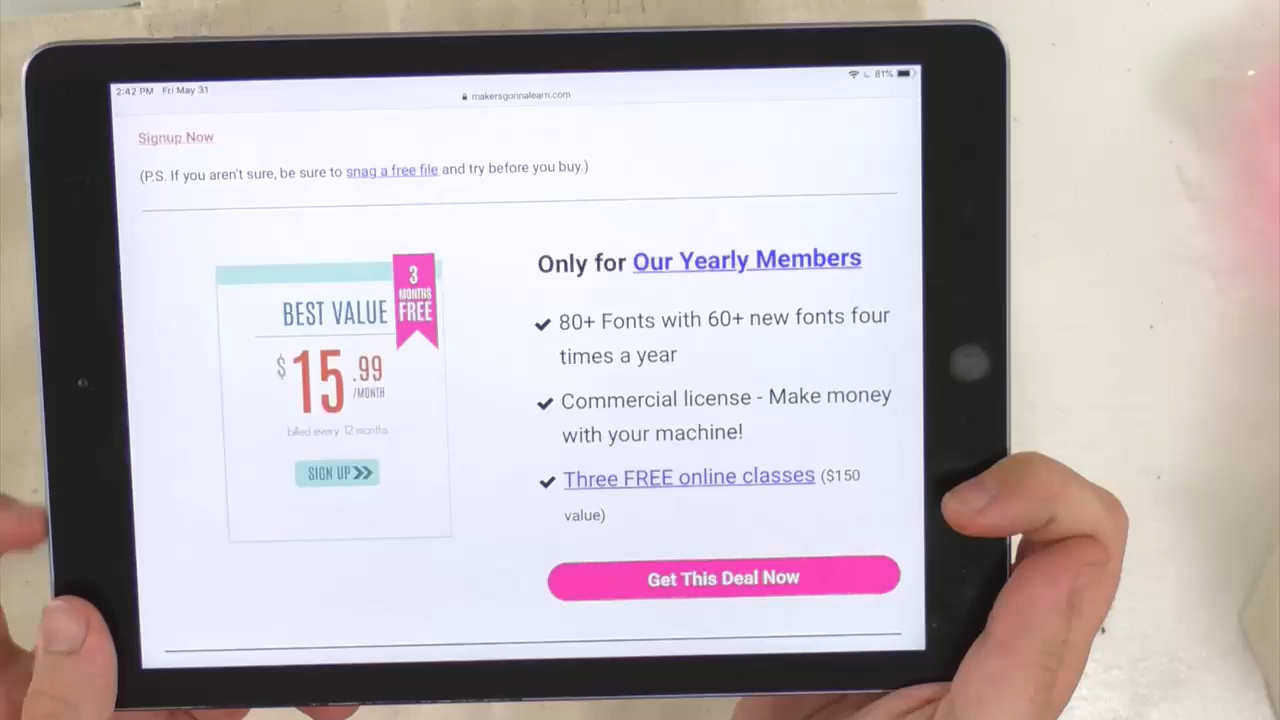 2:42 PM Fri May 31
81%
makersgonnalearn.com
Signup Now
(P.S. If you aren't sure, be sure to snag a free file and try before you buy.)
3
MONTHS
FREE
BEST VALUE
$15.99
/MONTH
billed every 12 months
SIGN UP
Only for Our Yearly Members
80+ Fonts with 60+ new fonts four
times a year
Commercial license - Make money
with your machine!
Three FREE online classes ($150
value)
Get This Deal Now